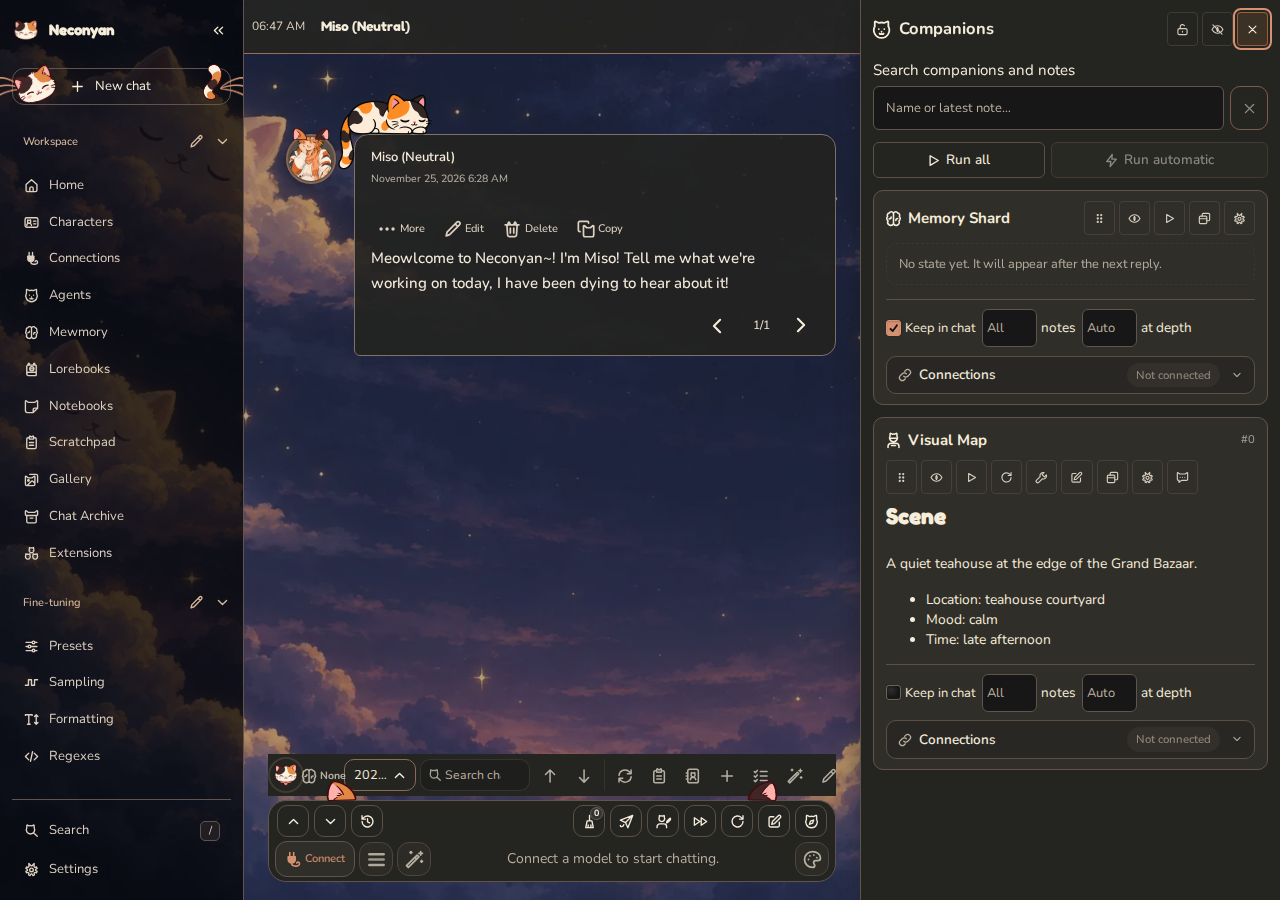 Neconyan
New chat
Workspace
Home
Characters
Connections
Agents
Mewmory
Lorebooks
Notebooks
Scratchpad
Gallery
Chat Archive
Extensions
Fine-tuning
Presets
Sampling
Formatting
Regexes
Search /
Settings
06:47 AM Miso (Neutral)
Miso (Neutral)
November 25, 2026 6:28 AM
More Edit Delete Copy
Meowlcome to Neconyan~! I'm Miso! Tell me what we're
working on today, I have been dying to hear about it!
1/1
None 202... Search ch
0
Connect Connect a model to start chatting.
Companions
Search companions and notes
Name or latest note...
Run all Run automatic
Memory Shard
No state yet. It will appear after the next reply.
Keep in chat All notes Auto at depth
Connections Not connected
Visual Map #0
Scene
A quiet teahouse at the edge of the Grand Bazaar.
Location: teahouse courtyard
Mood: calm
Time: late afternoon
Keep in chat All notes Auto at depth
Connections Not connected